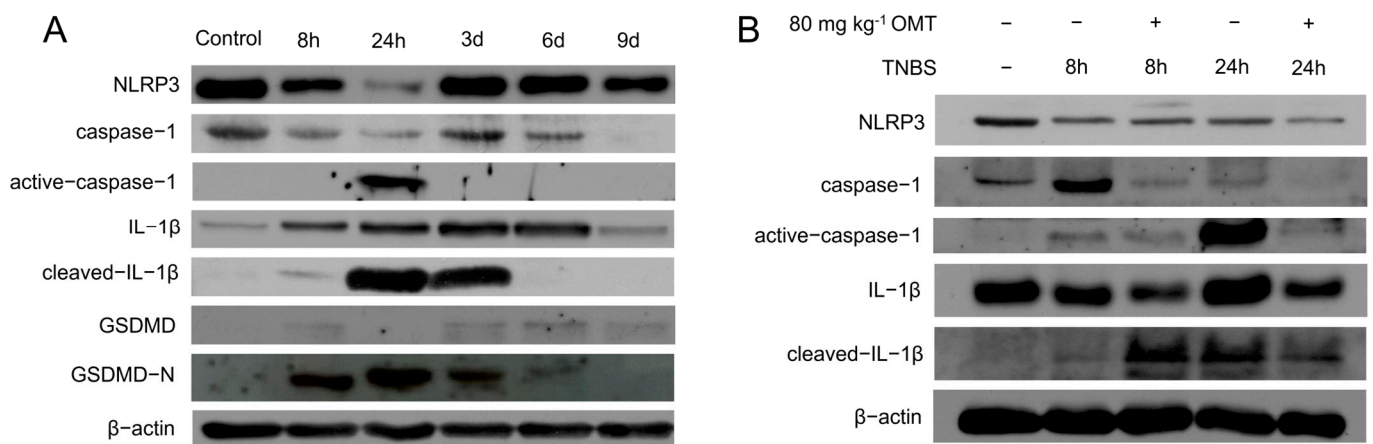 A
Control 8h 24h 3d 6d 9d
NLRP3
caspase−1
active−caspase−1
IL−1β
cleaved−IL−1β
GSDMD
GSDMD−N
β−actin
B
80 mg kg⁻¹ OMT − − + − +
TNBS − 8h 8h 24h 24h
NLRP3
caspase−1
active−caspase−1
IL−1β
cleaved−IL−1β
β−actin